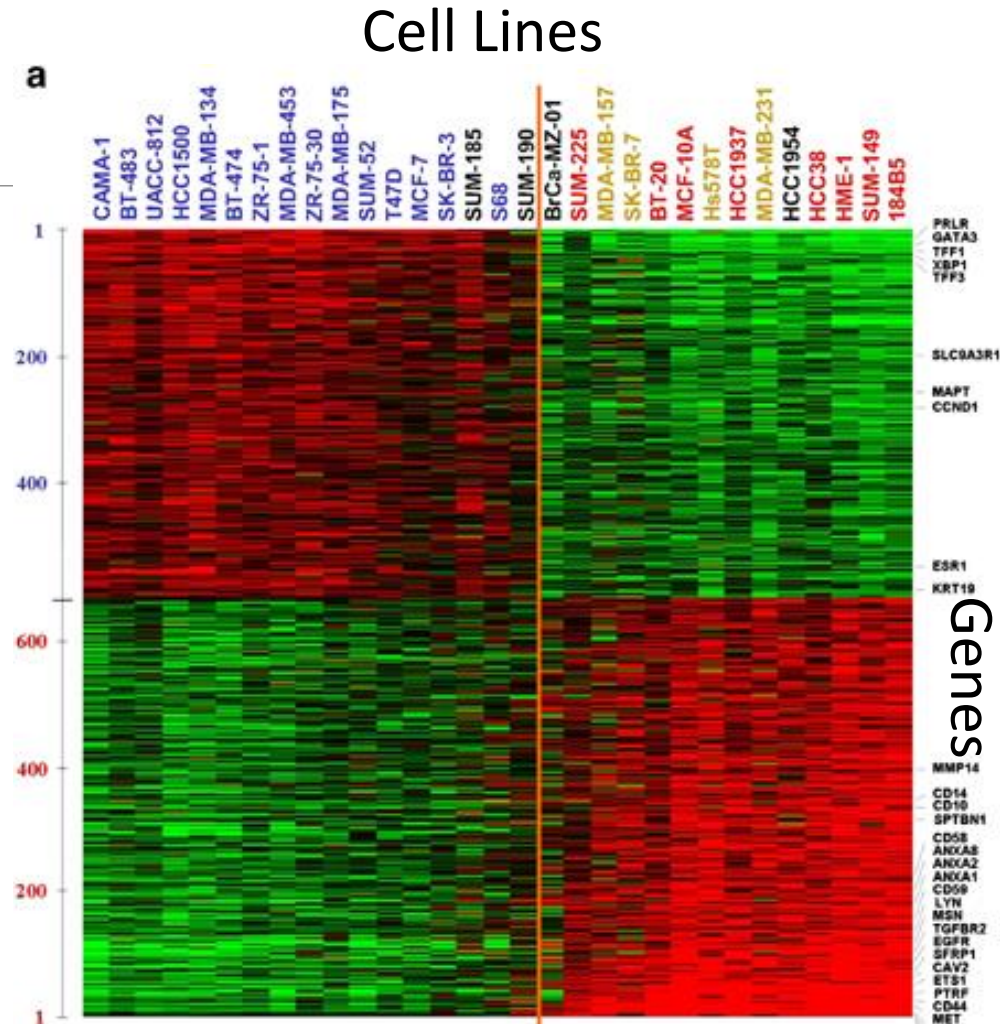 Cell Lines
a
CAMA-1
BT-483
UACC-812
HCC1500
MDA-MB-134
BT-474
ZR-75-1
MDA-MB-453
ZR-75-30
MDA-MB-175
SUM-52
T47D
MCF-7
SK-BR-3
SUM-185
S68
SUM-190
BrCa-MZ-01
SUM-225
MDA-MB-157
SK-BR-7
BT-20
MCF-10A
Hs578T
HCC1937
MDA-MB-231
HCC1954
HCC38
HME-1
SUM-149
184B5
1
200
400
600
400
200
1
PRLR
GATA3
TFF1
XBP1
TFF3
SLC9A3R1
MAPT
CCND1
ESR1
KRT19
Genes
MMP14
CD14
CD10
SPTBN1
CD58
ANXA8
ANXA2
ANXA1
CD59
LYN
MSN
TGFBR2
EGFR
SFRP1
CAV2
ETS1
PTRF
CD44
MET